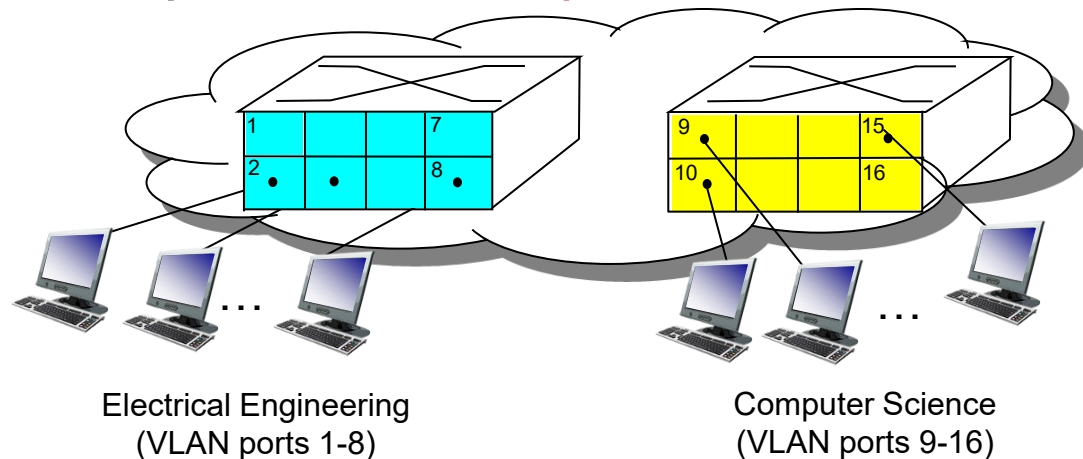 1
7
2
8
9
15
10
16
...
...
Electrical Engineering
(VLAN ports 1-8)
Computer Science
(VLAN ports 9-16)